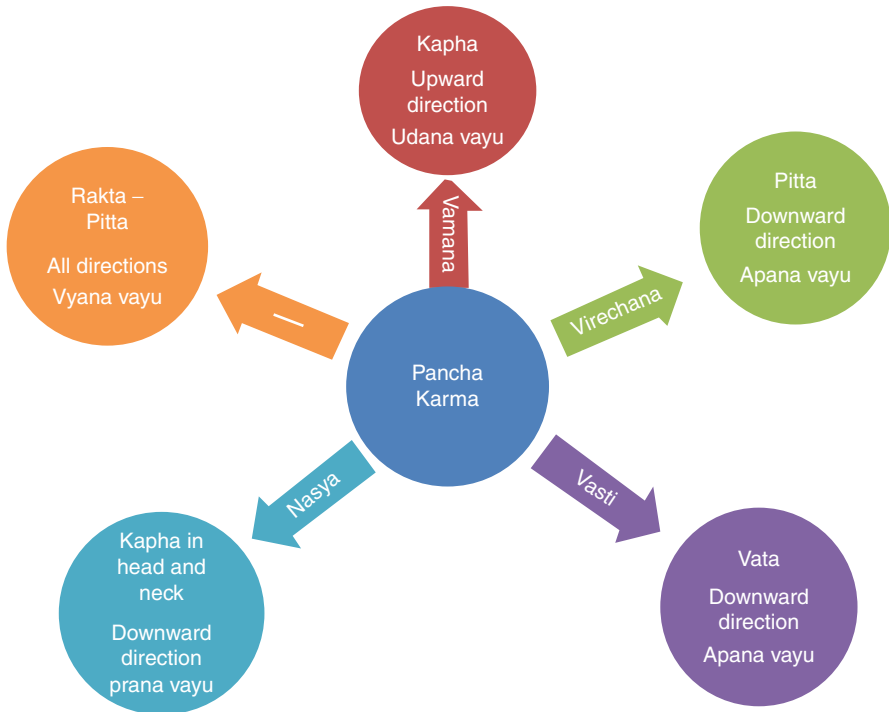 Kapha
Upward
direction
Udana vayu
Vamana
Pitta
Downward
direction
Apana vayu
Virechana
Rakta –
Pitta
All directions
Vyana vayu
—
Pancha
Karma
Nasya
Vasti
Kapha in
head and
neck
Downward
direction
prana vayu
Vata
Downward
direction
Apana vayu